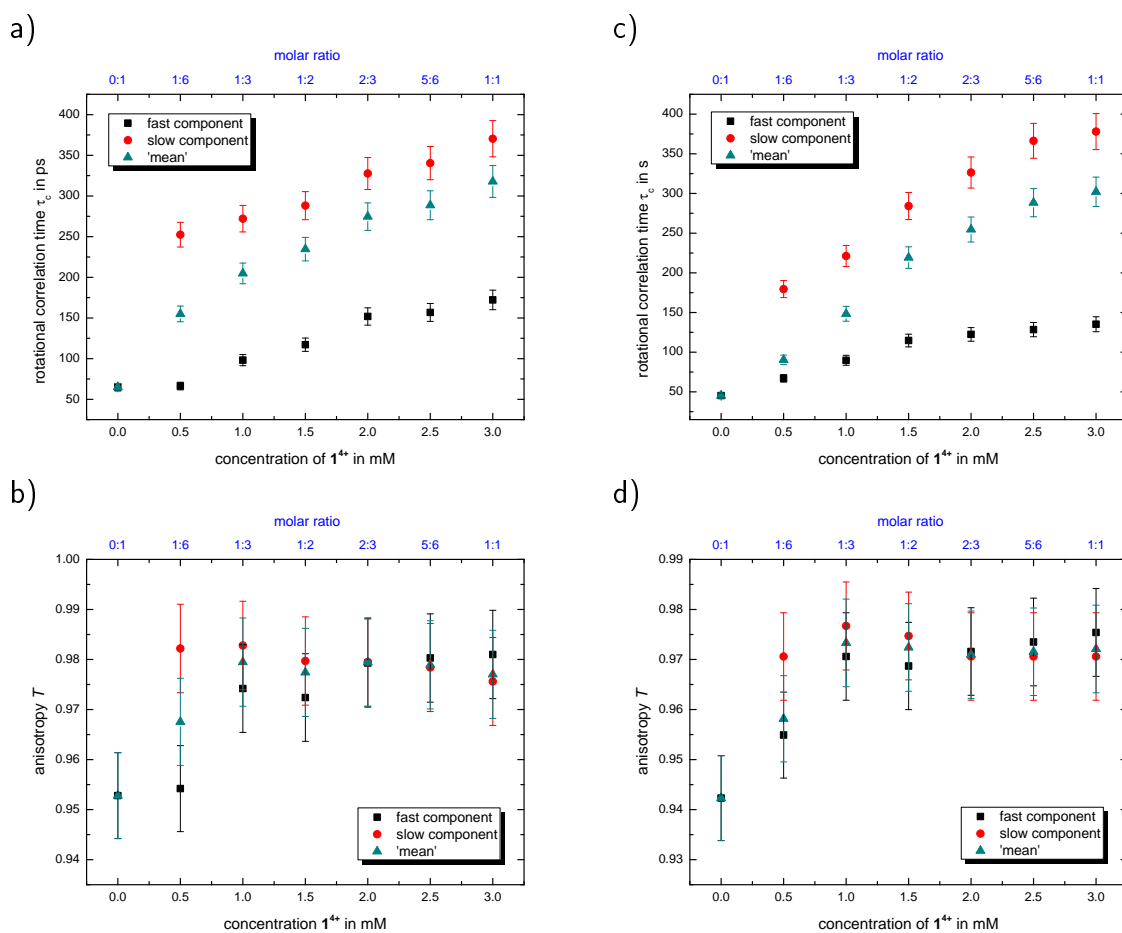 a)
molar ratio
0:1 1:6 1:3 1:2 2:3 5:6 1:1
400
350
300
250
200
150
100
50
rotational correlation time τc in ps
fast component
slow component
'mean'
0.0 0.5 1.0 1.5 2.0 2.5 3.0
concentration of 1⁴⁺ in mM
c)
molar ratio
0:1 1:6 1:3 1:2 2:3 5:6 1:1
400
350
300
250
200
150
100
50
rotational correlation time τc in s
fast component
slow component
'mean'
0.0 0.5 1.0 1.5 2.0 2.5 3.0
concentration of 1⁴⁺ in mM
b)
molar ratio
0:1 1:6 1:3 1:2 2:3 5:6 1:1
1.00
0.99
0.98
0.97
0.96
0.95
0.94
anisotropy T
fast component
slow component
'mean'
0.0 0.5 1.0 1.5 2.0 2.5 3.0
concentration 1⁴⁺ in mM
d)
molar ratio
0:1 1:6 1:3 1:2 2:3 5:6 1:1
0.99
0.98
0.97
0.96
0.95
0.94
0.93
anisotropy T
fast component
slow component
'mean'
0.0 0.5 1.0 1.5 2.0 2.5 3.0
concentration of 1⁴⁺ in mM